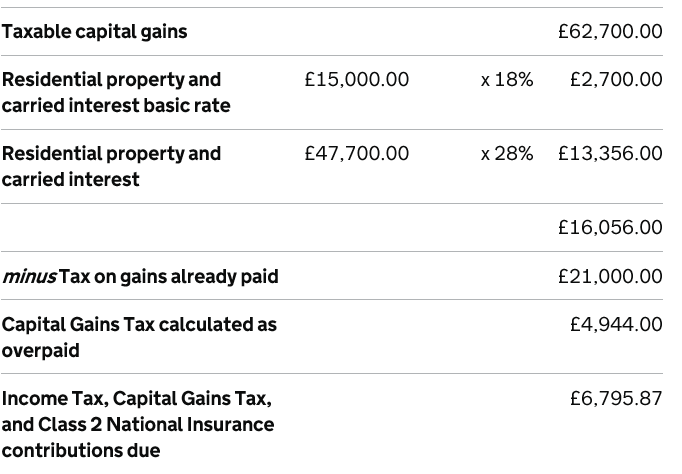 Taxable capital gains £62,700.00
Residential property and £15,000.00 x 18% £2,700.00
carried interest basic rate
Residential property and £47,700.00 x 28% £13,356.00
carried interest
£16,056.00
minus Tax on gains already paid £21,000.00
Capital Gains Tax calculated as £4,944.00
overpaid
Income Tax, Capital Gains Tax, £6,795.87
and Class 2 National Insurance
contributions due